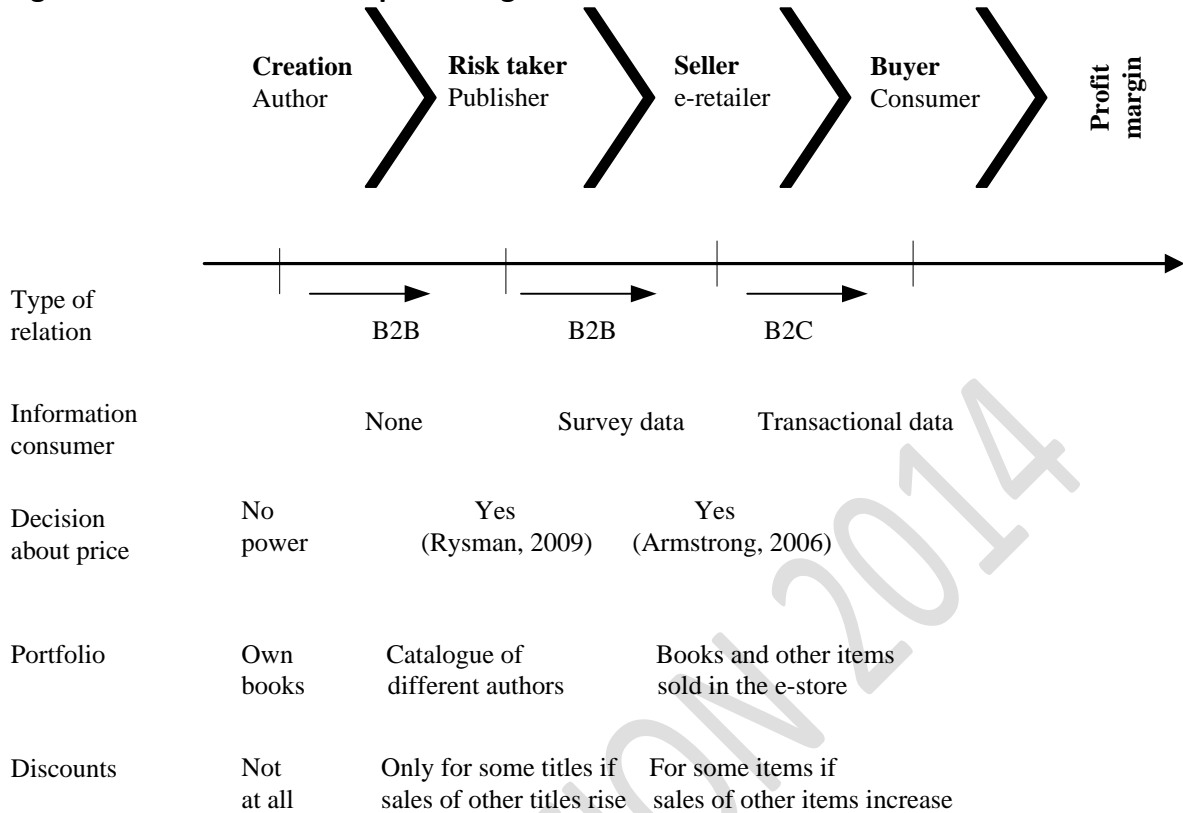 Creation
Author
Risk taker
Publisher
Seller
e-retailer
Buyer
Consumer
Profit
margin
Type of
relation
B2B
B2B
B2C
Information
consumer
None
Survey data
Transactional data
Decision
about price
No
power
Yes
(Rysman, 2009)
Yes
(Armstrong, 2006)
Portfolio
Own
books
Catalogue of
different authors
Books and other items
sold in the e-store
Discounts
Not
at all
Only for some titles if
sales of other titles rise
For some items if
sales of other items increase
2014